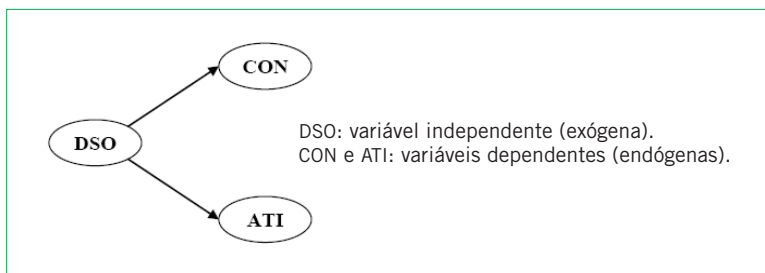 CON
DSO
DSO: variável independente (exógena).
CON e ATI: variáveis dependentes (endógenas).
ATI